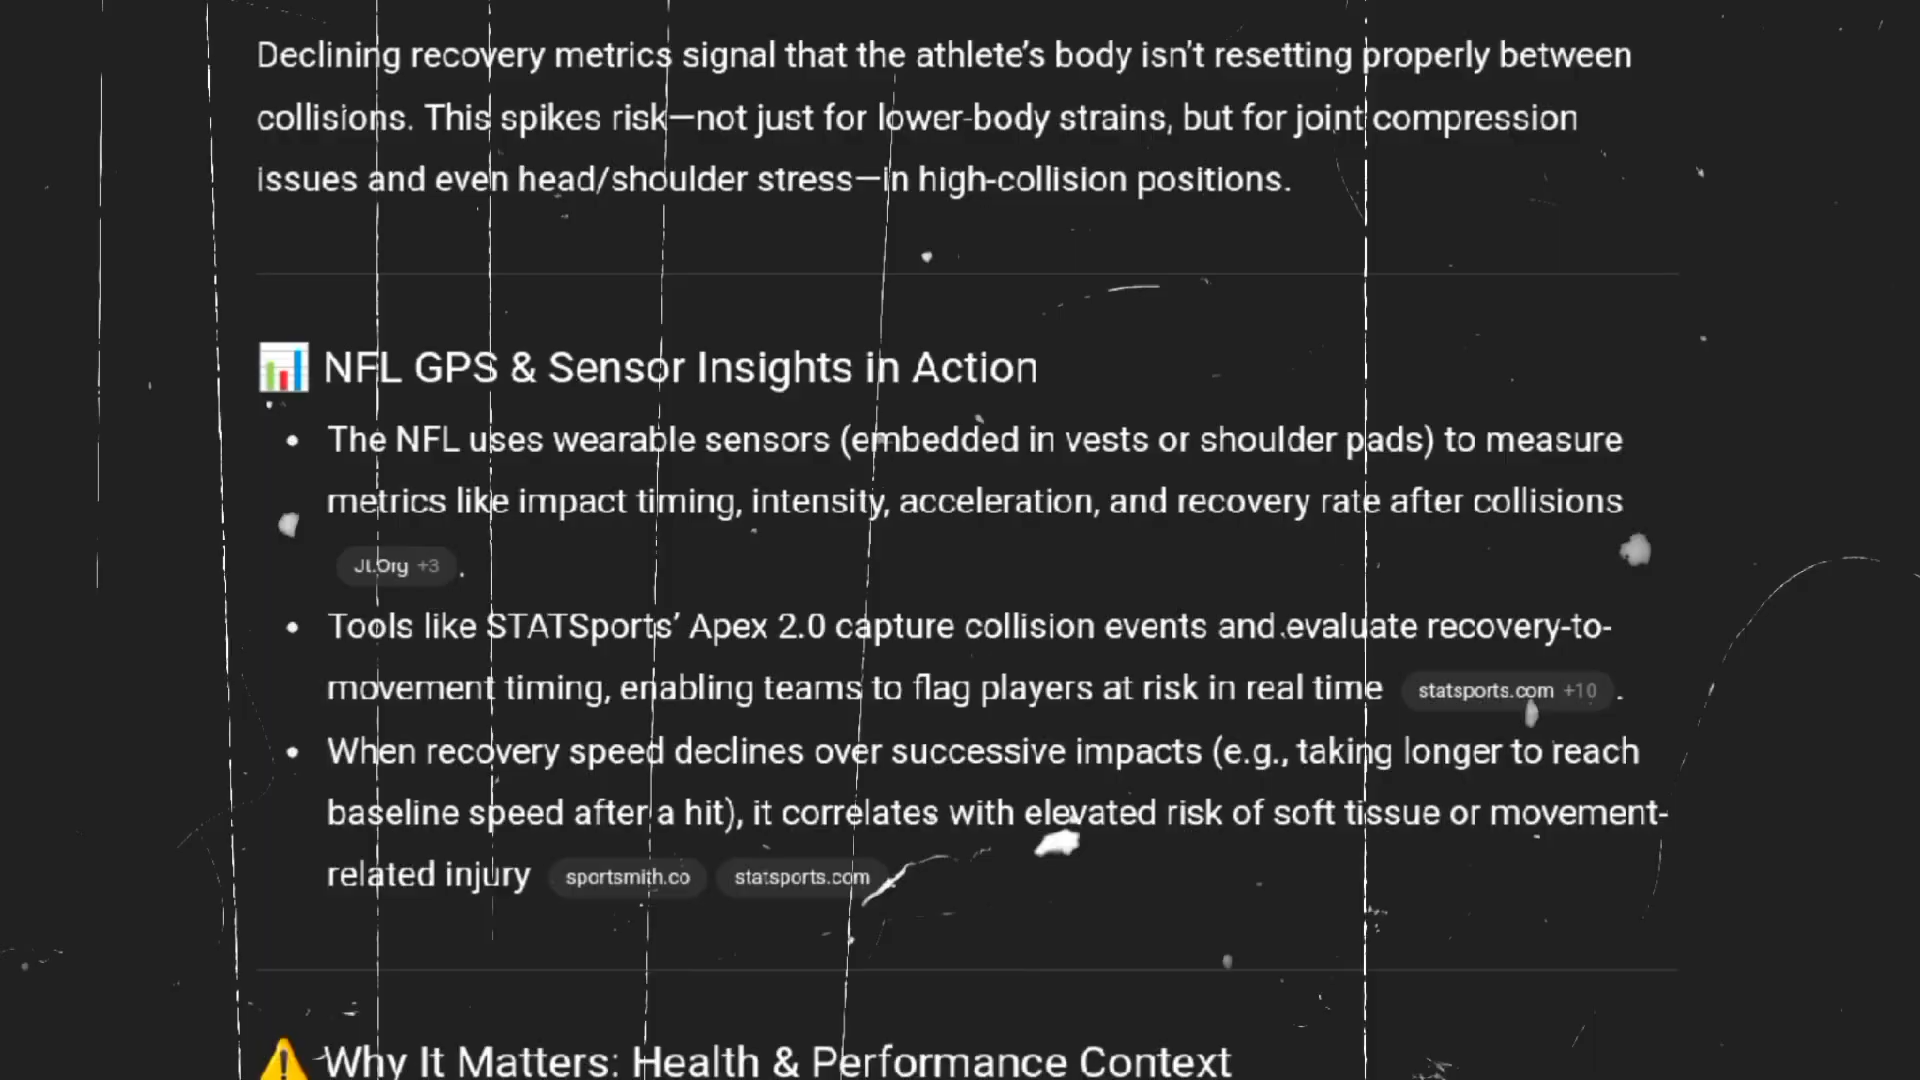 Declining recovery metrics signal that the athlete’s body isn’t resetting properly between
collisions. This spikes risk—not just for lower-body strains, but for joint compression
issues and even head/shoulder stress—in high-collision positions.
📊 NFL GPS & Sensor Insights in Action
• The NFL uses wearable sensors (embedded in vests or shoulder pads) to measure
metrics like impact timing, intensity, acceleration, and recovery rate after collisions
+3 .
• Tools like STATSports’ Apex 2.0 capture collision events and evaluate recovery-to-
movement timing, enabling teams to flag players at risk in real time statsports.com +10 .
• When recovery speed declines over successive impacts (e.g., taking longer to reach
baseline speed after a hit), it correlates with elevated risk of soft tissue or movement-
related injury sportsmith.co statsports.com
⚠️ Why It Matters: Health & Performance Context